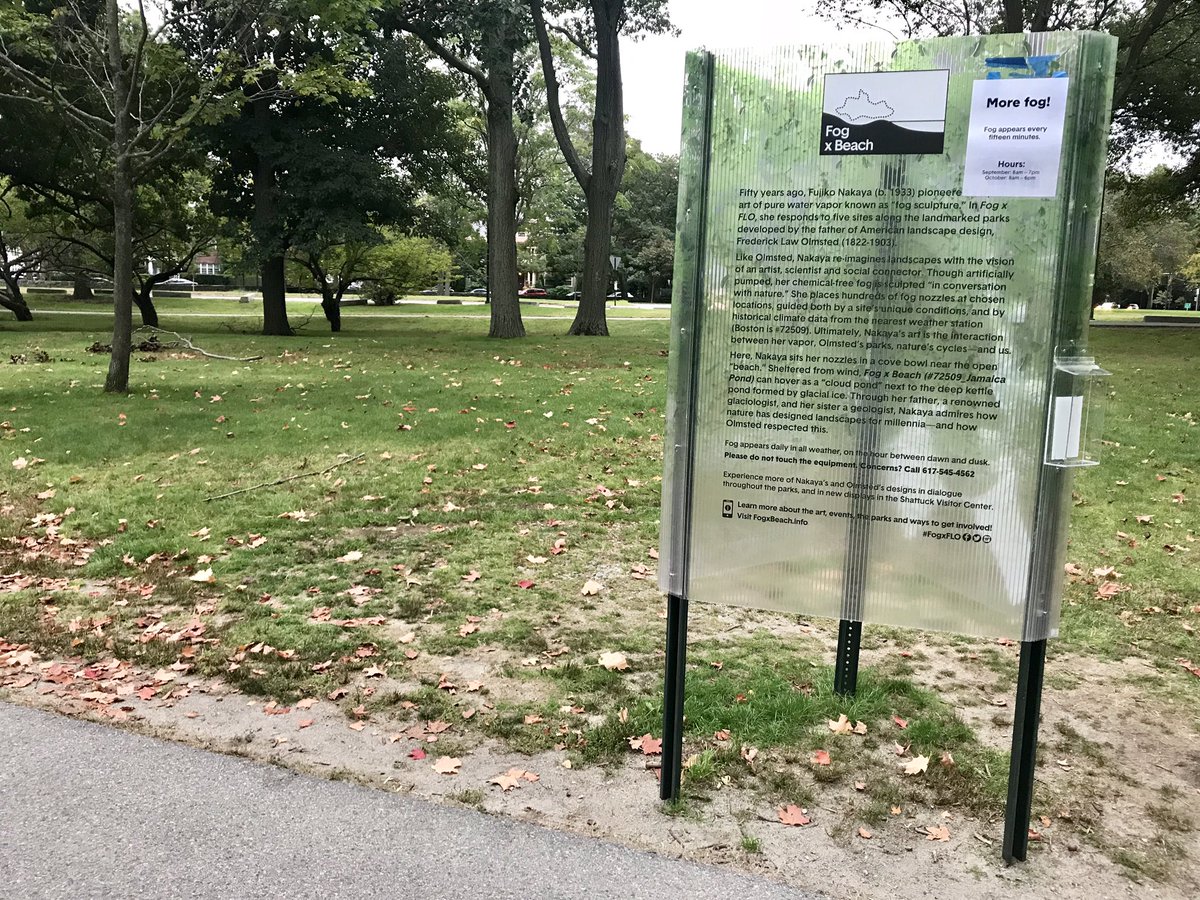 Fog
x Beach
More fog!
Fog appears every
fifteen minutes.
Hours:
September: 8am – 7pm
October: 8am – 6pm
Fifty years ago, Fujiko Nakaya (b. 1933) pioneere
art of pure water vapor known as "fog sculpture." In Fog x
FLO, she responds to five sites along the landmarked parks
developed by the father of American landscape design,
Frederick Law Olmsted (1822-1903).
Like Olmsted, Nakaya re-imagines landscapes with the vision
of an artist, scientist and social connector. Though artificially
pumped, her chemical-free fog is sculpted "in conversation
with nature." She places hundreds of fog nozzles at chosen
locations, guided both by a site's unique conditions, and by
historical climate data from the nearest weather station
(Boston is #72509). Ultimately, Nakaya's art is the interaction
between her vapor, Olmsted's parks, nature's cycles—and us.
Here, Nakaya sits her nozzles in a cove bowl near the open
"beach." Sheltered from wind, Fog x Beach (#72509_Jamaica
Pond) can hover as a "cloud pond" next to the deep kettle
pond formed by glacial ice. Through her father, a renowned
glaciologist, and her sister a geologist, Nakaya admires how
nature has designed landscapes for millennia—and how
Olmsted respected this.
Fog appears daily in all weather, on the hour between dawn and dusk.
Please do not touch the equipment. Concerns? Call 617-545-4562
Experience more of Nakaya's and Olmsted's designs in dialogue
throughout the parks, and in new displays in the Shattuck Visitor Center.
Learn more about the art, events, the parks and ways to get involved!
Visit FogxBeach.info
#FogxFLO